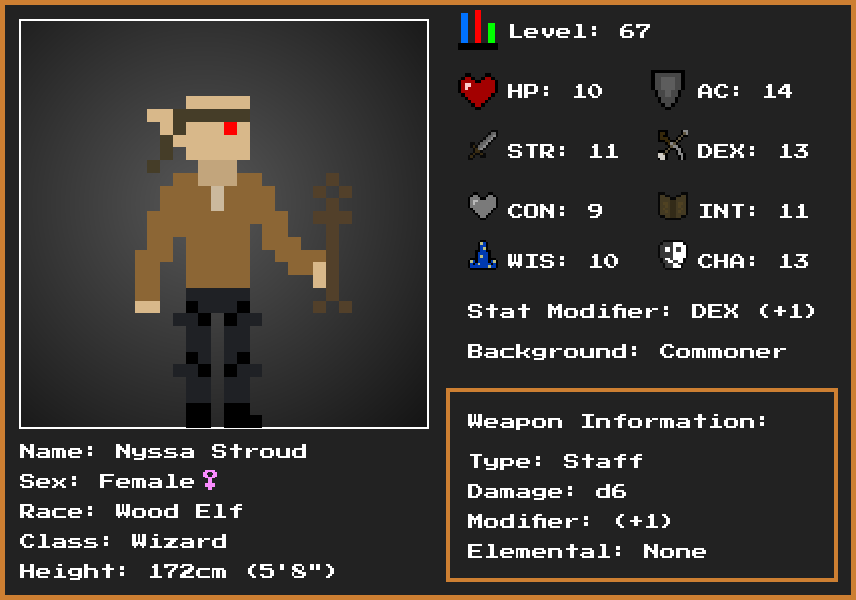 Level: 67
HP: 10 AC: 14
STR: 11 DEX: 13
CON: 9 INT: 11
WIS: 10 CHA: 13
Stat Modifier: DEX (+1)
Background: Commoner
Weapon Information:
Type: Staff
Damage: d6
Modifier: (+1)
Elemental: None
Name: Nyssa Stroud
Sex: Female♀
Race: Wood Elf
Class: Wizard
Height: 172cm (5'8")